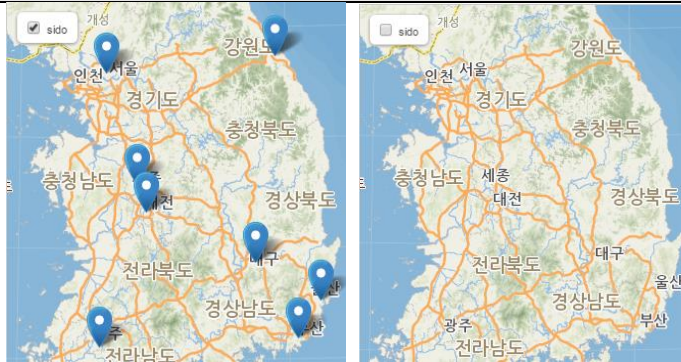 개성
sido
강원도
인천 서울
경기도
충청북도
충청남도
대전
경상북도
대구
전라북도
경상남도
전라남도
개성
sido
강원도
인천 서울
경기도
충청북도
충청남도
세종
대전
경상북도
대구
전라북도
울산
경상남도
광주
부산
전라남도